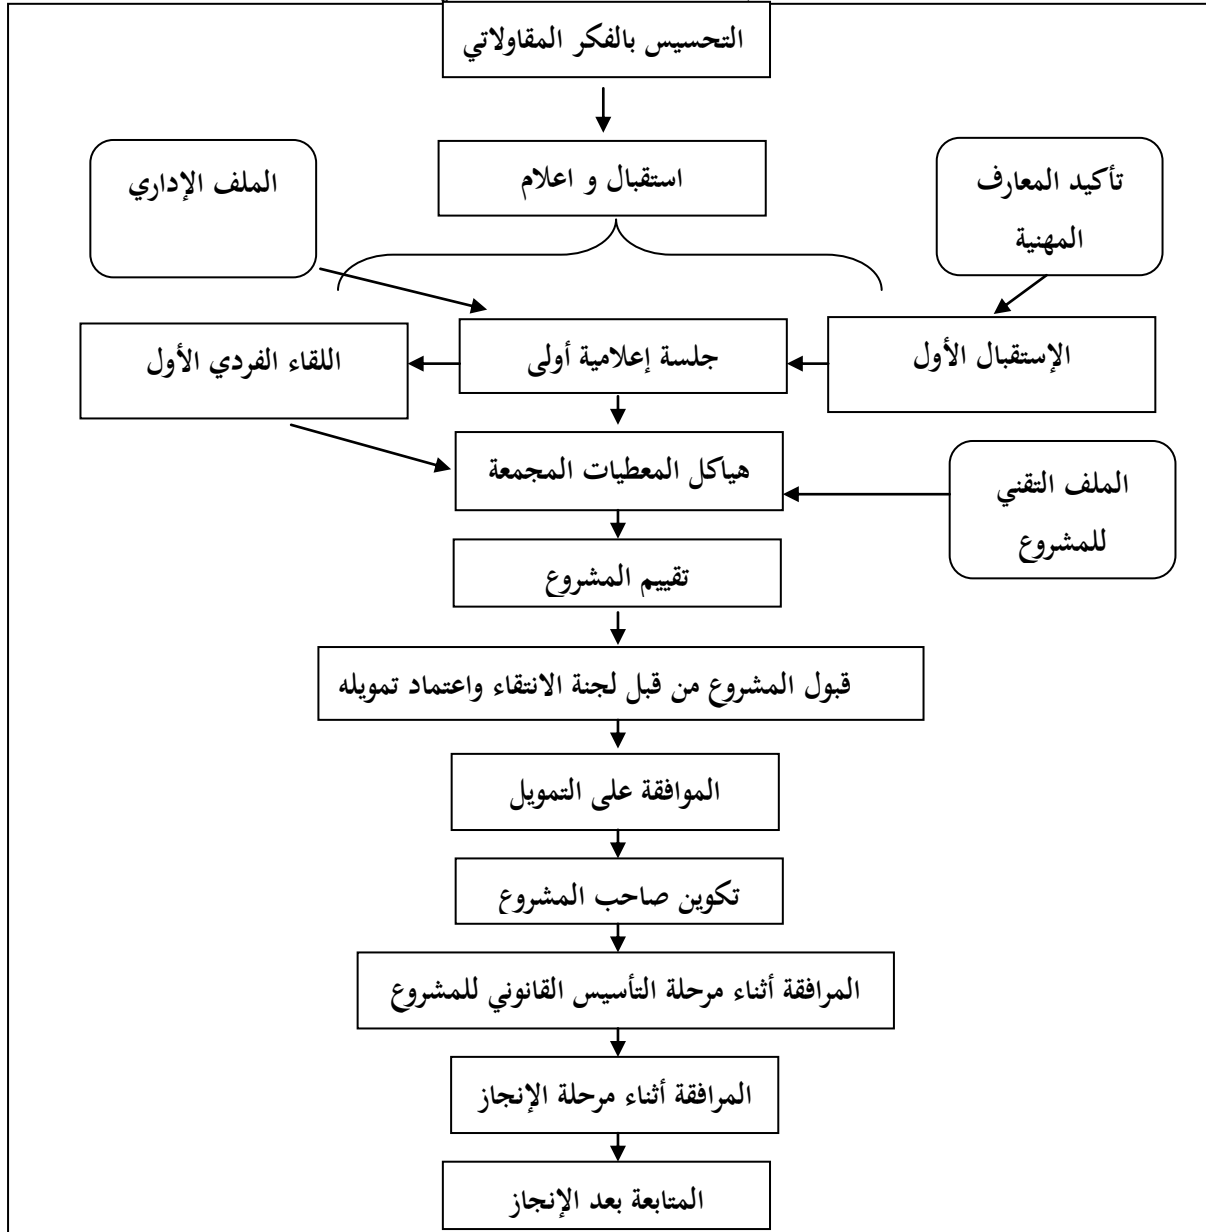 التحسيس بالفكر المقاولاتي
استقبال و اعلام
تأكيد المعارف
المهنية
الملف الإداري
الإستقبال الأول
جلسة إعلامية أولى
اللقاء الفردي الأول
هياكل المعطيات المجمعة
الملف التقني
للمشروع
تقييم المشروع
قبول المشروع من قبل لجنة الانتقاء واعتماد تمويله
الموافقة على التمويل
تكوين صاحب المشروع
المرافقة أثناء مرحلة التأسيس القانوني للمشروع
المرافقة أثناء مرحلة الإنجاز
المتابعة بعد الإنجاز